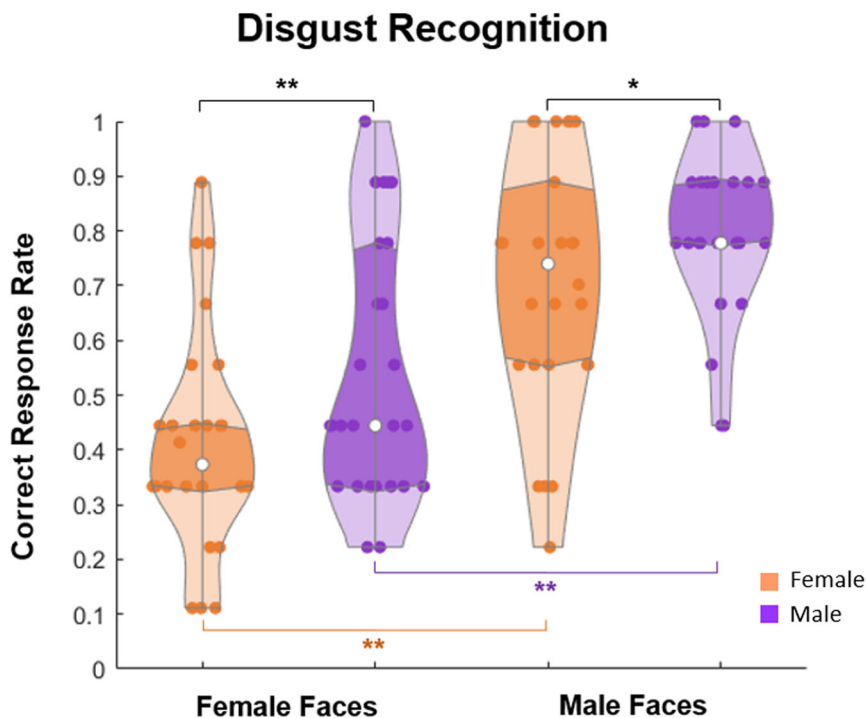 Disgust Recognition
**
*
1
0.9
0.8
0.7
0.6
0.5
0.4
0.3
0.2
0.1
0
Correct Response Rate
**
**
Female
Male
Female Faces
Male Faces